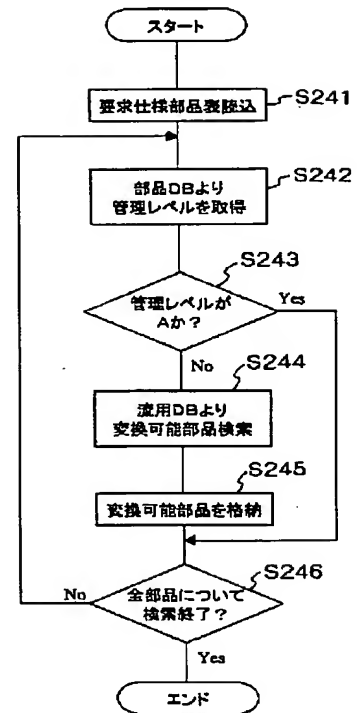 スタート
S241
要求仕様部品表読込
S242
部品DBより
管理レベルを取得
S243
管理レベルが
Aか?
Yes
No
S244
流用DBより
変換可能部品検索
S245
変換可能部品を格納
S246
全部品について
検索終了?
No
Yes
エンド